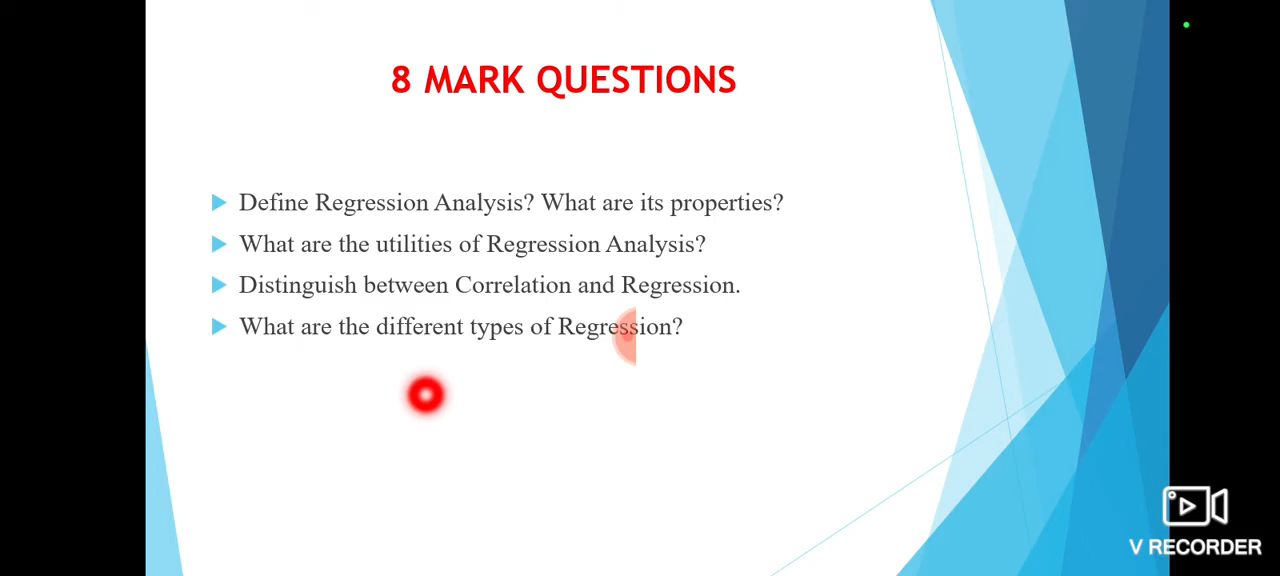 8 MARK QUESTIONS
Define Regression Analysis? What are its properties?
What are the utilities of Regression Analysis?
Distinguish between Correlation and Regression.
What are the different types of Regression?
V RECORDER